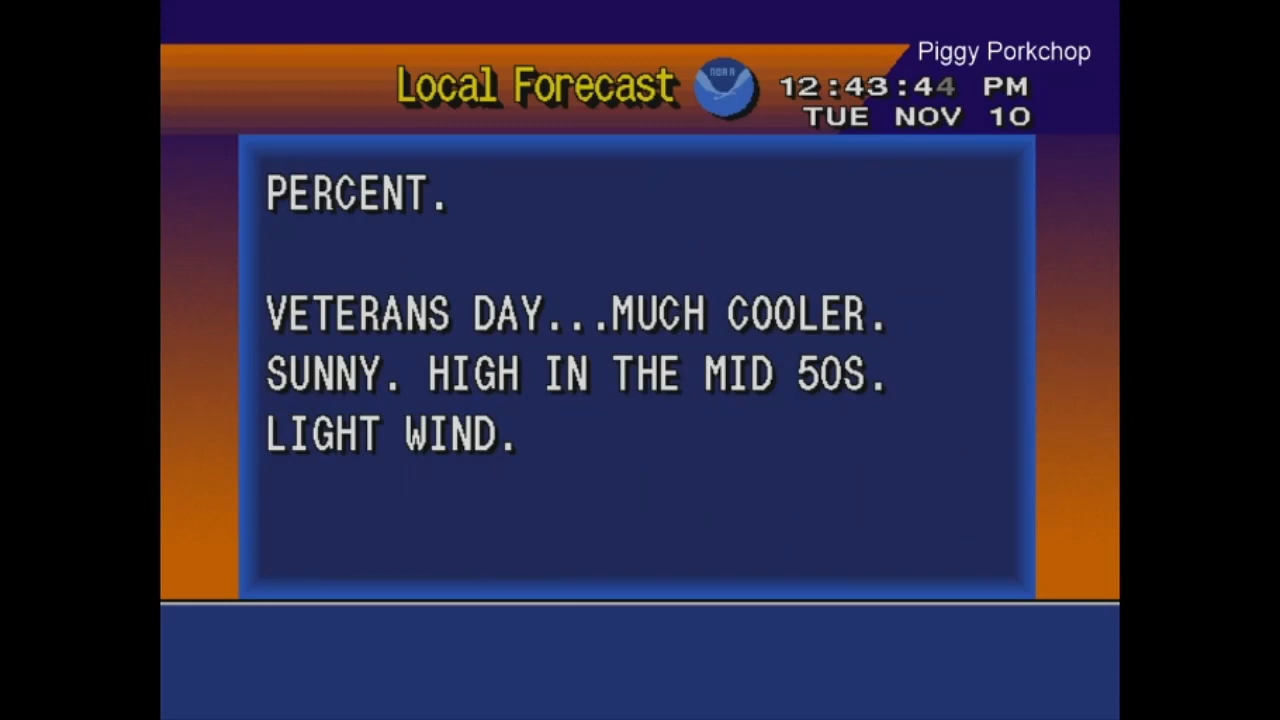 Piggy Porkchop
Local Forecast
NOAA
12:43:44 PM
TUE NOV 10
PERCENT.
VETERANS DAY...MUCH COOLER.
SUNNY. HIGH IN THE MID 50S.
LIGHT WIND.